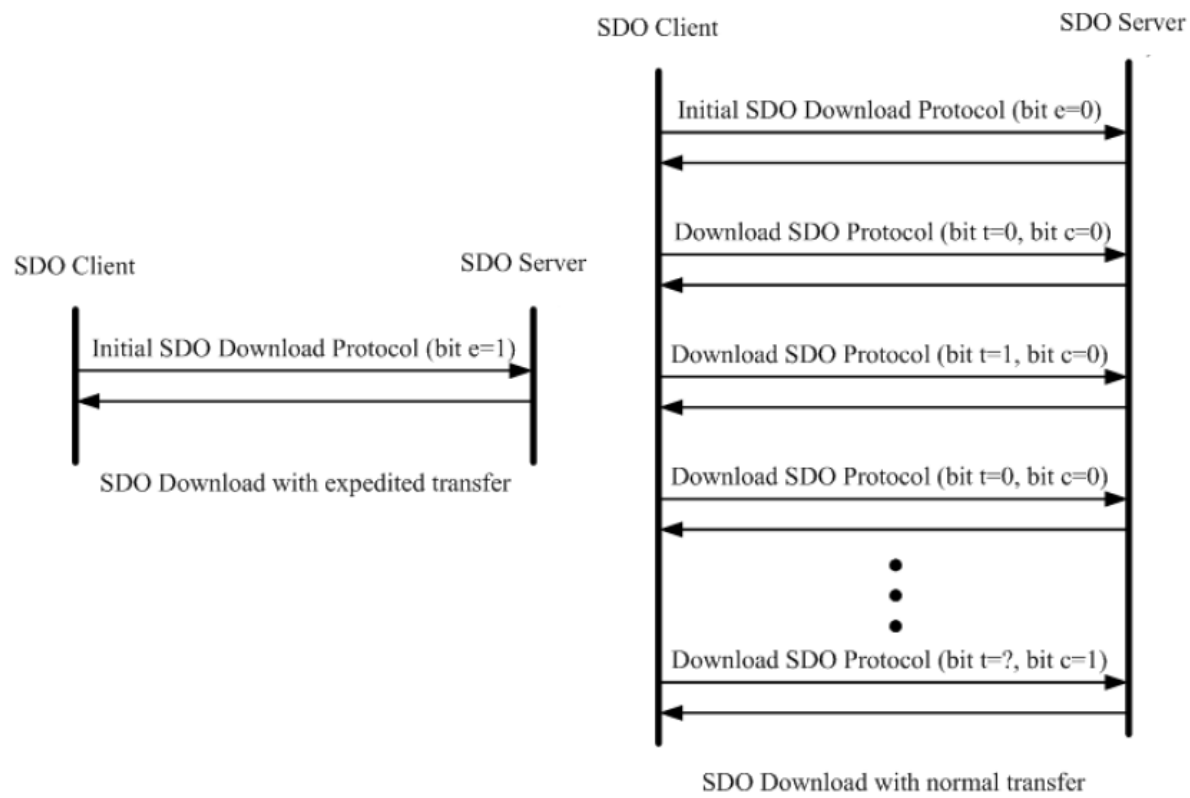 SDO Client
SDO Server
Initial SDO Download Protocol (bit e=1)
SDO Download with expedited transfer
SDO Client
SDO Server
Initial SDO Download Protocol (bit e=0)
Download SDO Protocol (bit t=0, bit c=0)
Download SDO Protocol (bit t=1, bit c=0)
Download SDO Protocol (bit t=0, bit c=0)
Download SDO Protocol (bit t=?, bit c=1)
SDO Download with normal transfer